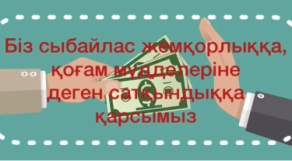 Біз сыбайлас жемқорлыққа,
қоғам мүдделеріне
деген сатқындыққа
қарсымыз